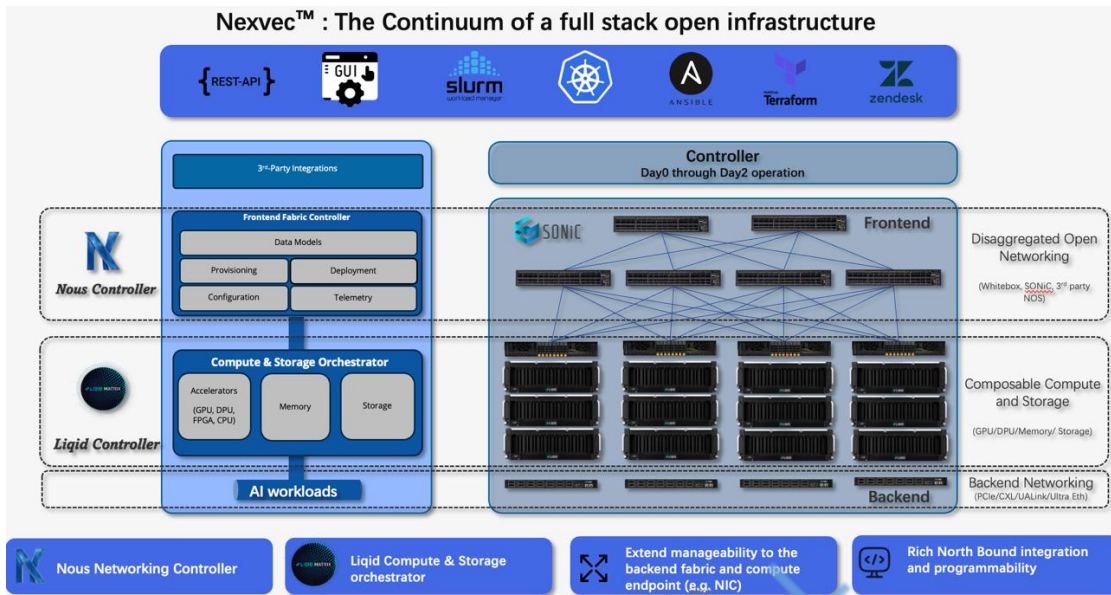 Nexvec™ : The Continuum of a full stack open infrastructure
{REST-API}
GUI
slurm
workload manager
ANSIBLE
HashiCorp
Terraform
zendesk
3rd-Party Integrations
Controller
Day0 through Day2 operation
Nous Controller
Frontend Fabric Controller
Data Models
Provisioning
Deployment
Configuration
Telemetry
SONiC
Frontend
Disaggregated Open
Networking
(Whitebox, SONiC, 3rd party
NOS)
LIQID MATRIX
Liqid Controller
Compute & Storage Orchestrator
Accelerators
(GPU, DPU,
FPGA, CPU)
Memory
Storage
Composable Compute
and Storage
(GPU/DPU/Memory/ Storage)
AI workloads
Backend
Backend Networking
(PCIe/CXL/UALink/Ultra Eth)
Nous Networking Controller
LIQID MATRIX
Liqid Compute & Storage
orchestrator
Extend manageability to the
backend fabric and compute
endpoint (e.g. NIC)
Rich North Bound integration
and programmability